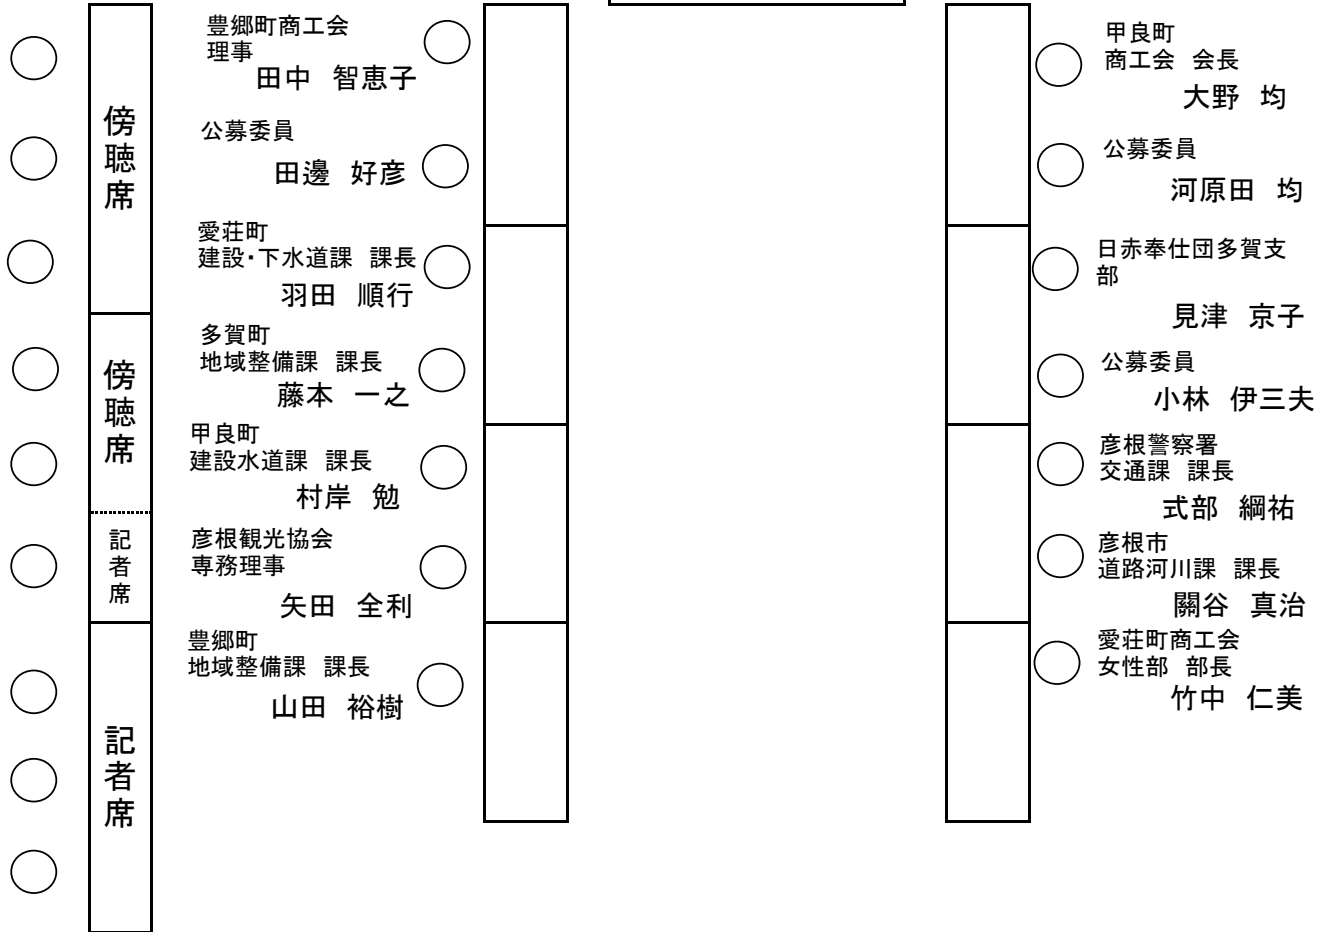 傍聴席
傍聴席
記者席
記者席
豊郷町商工会
理事
田中 智恵子
公募委員
田邊 好彦
愛荘町
建設・下水道課 課長
羽田 順行
多賀町
地域整備課 課長
藤本 一之
甲良町
建設水道課 課長
村岸 勉
彦根観光協会
専務理事
矢田 全利
豊郷町
地域整備課 課長
山田 裕樹
甲良町
商工会 会長
大野 均
公募委員
河原田 均
日赤奉仕団多賀支
部
見津 京子
公募委員
小林 伊三夫
彦根警察署
交通課 課長
式部 綱祐
彦根市
道路河川課 課長
關谷 真治
愛荘町商工会
女性部 部長
竹中 仁美